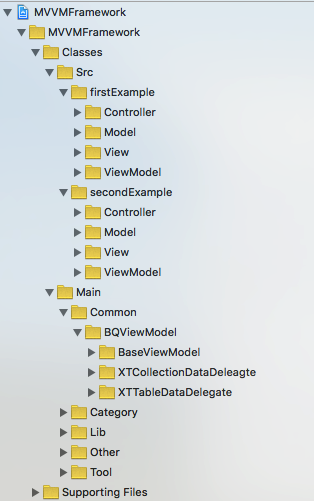 MVVMFramework
MVVMFramework
Classes
Src
firstExample
Controller
Model
View
ViewModel
secondExample
Controller
Model
View
ViewModel
Main
Common
BQViewModel
BaseViewModel
XTCollectionDataDeleagte
XTTableDataDelegate
Category
Lib
Other
Tool
Supporting Files